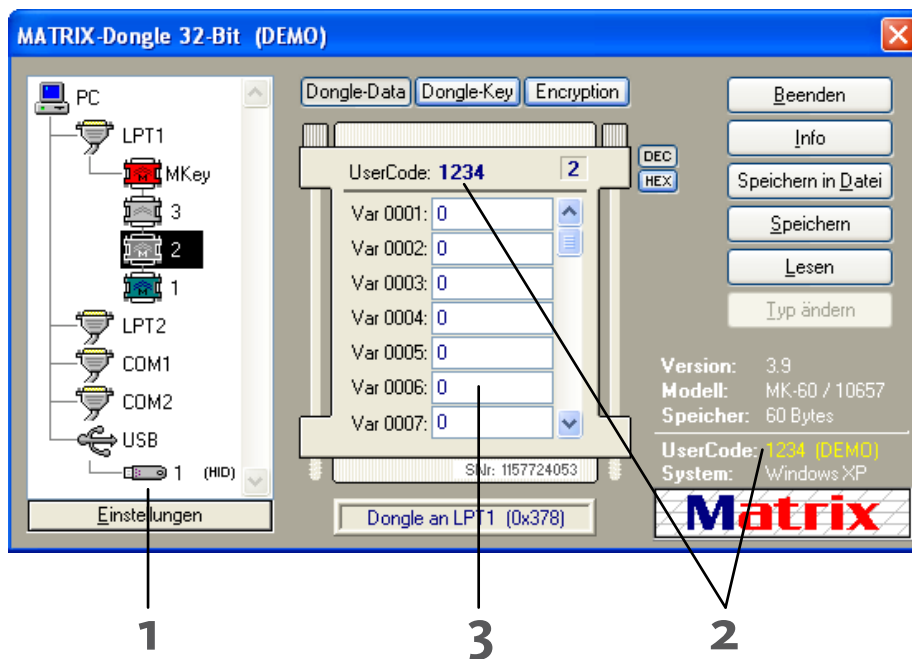 MATRIX-Dongle 32-Bit (DEMO)
PC
LPT1
MKey
3
2
1
LPT2
COM1
COM2
USB
1 (HID)
Einstellungen
Dongle-Data Dongle-Key Encryption
UserCode: 1234 2
DEC
HEX
Var 0001: 0
Var 0002: 0
Var 0003: 0
Var 0004: 0
Var 0005: 0
Var 0006: 0
Var 0007: 0
S/Nr: 1157724053
Dongle an LPT1 (0x378)
Beenden
Info
Speichern in Datei
Speichern
Lesen
Typ ändern
Version: 3.9
Modell: MK-60 / 10657
Speicher: 60 Bytes
UserCode: 1234 (DEMO)
System: Windows XP
Matrix
1 3 2